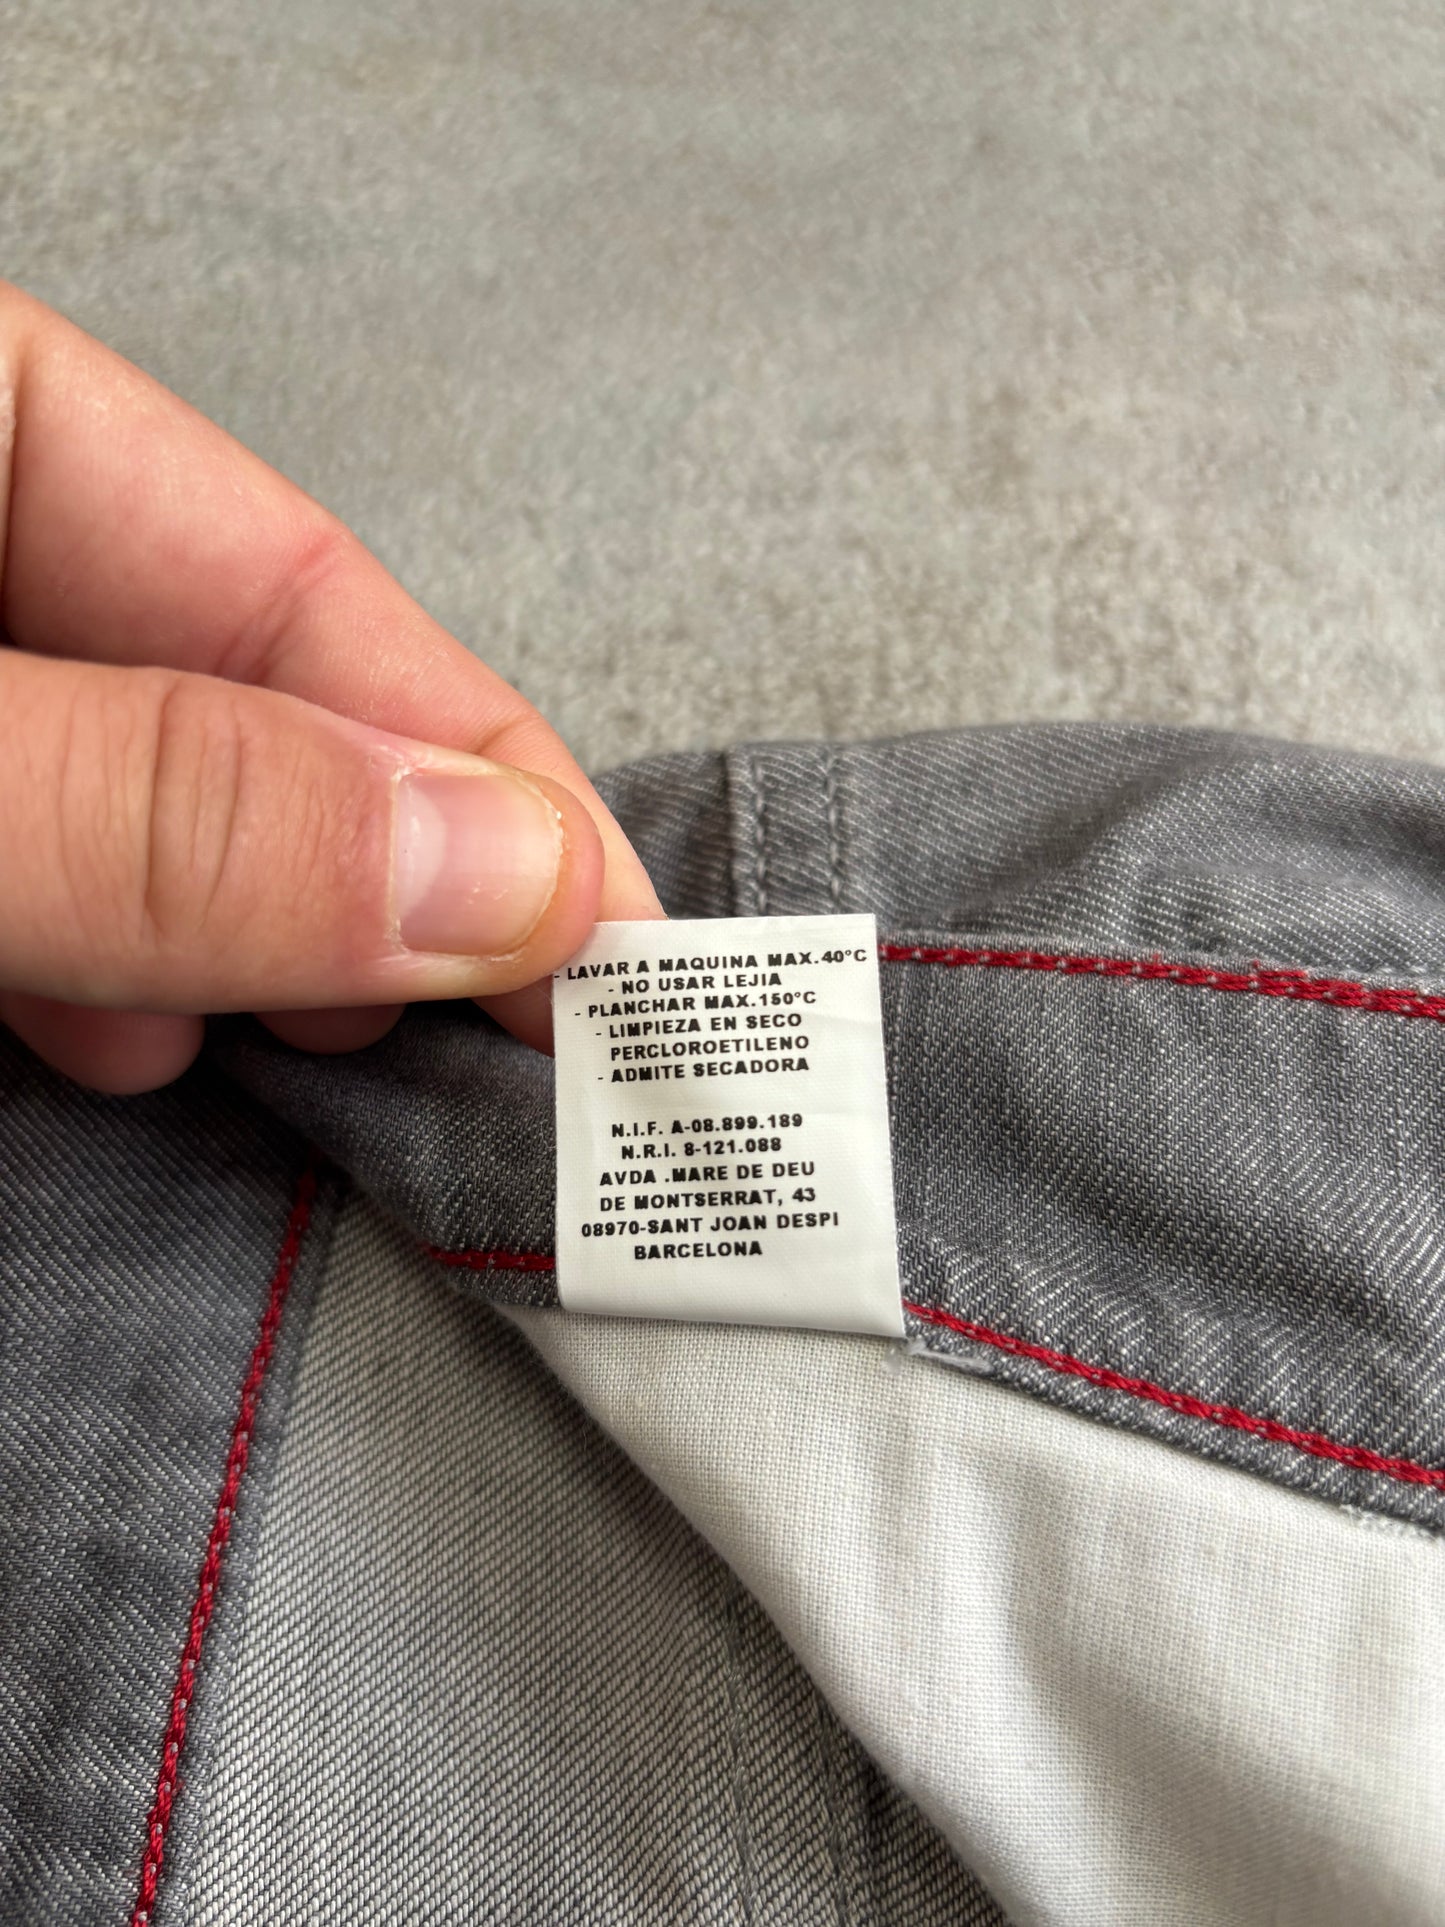 - LAVAR A MAQUINA MAX.40°C
- NO USAR LEJIA
- PLANCHAR MAX.150°C
- LIMPIEZA EN SECO
PERCLOROETILENO
- ADMITE SECADORA
N.I.F. A-08.899.189
N.R.I. 8-121.088
AVDA .MARE DE DEU
DE MONTSERRAT, 43
08970-SANT JOAN DESPI
BARCELONA